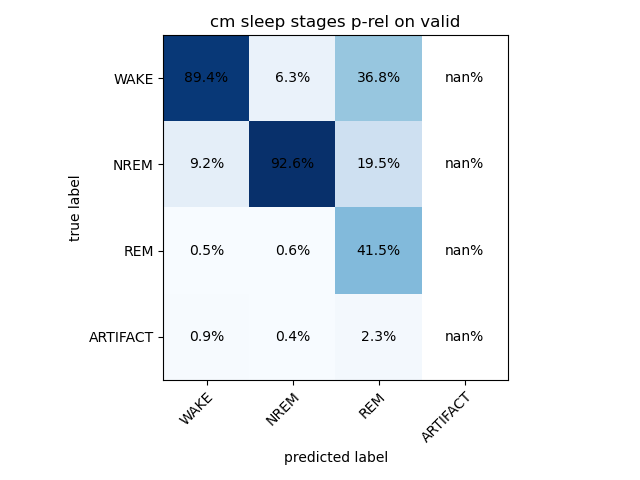 cm sleep stages p-rel on valid
WAKE 89.4% 6.3% 36.8% nan%
NREM 9.2% 92.6% 19.5% nan%
REM 0.5% 0.6% 41.5% nan%
ARTIFACT 0.9% 0.4% 2.3% nan%
true label
WAKE NREM REM ARTIFACT
predicted label